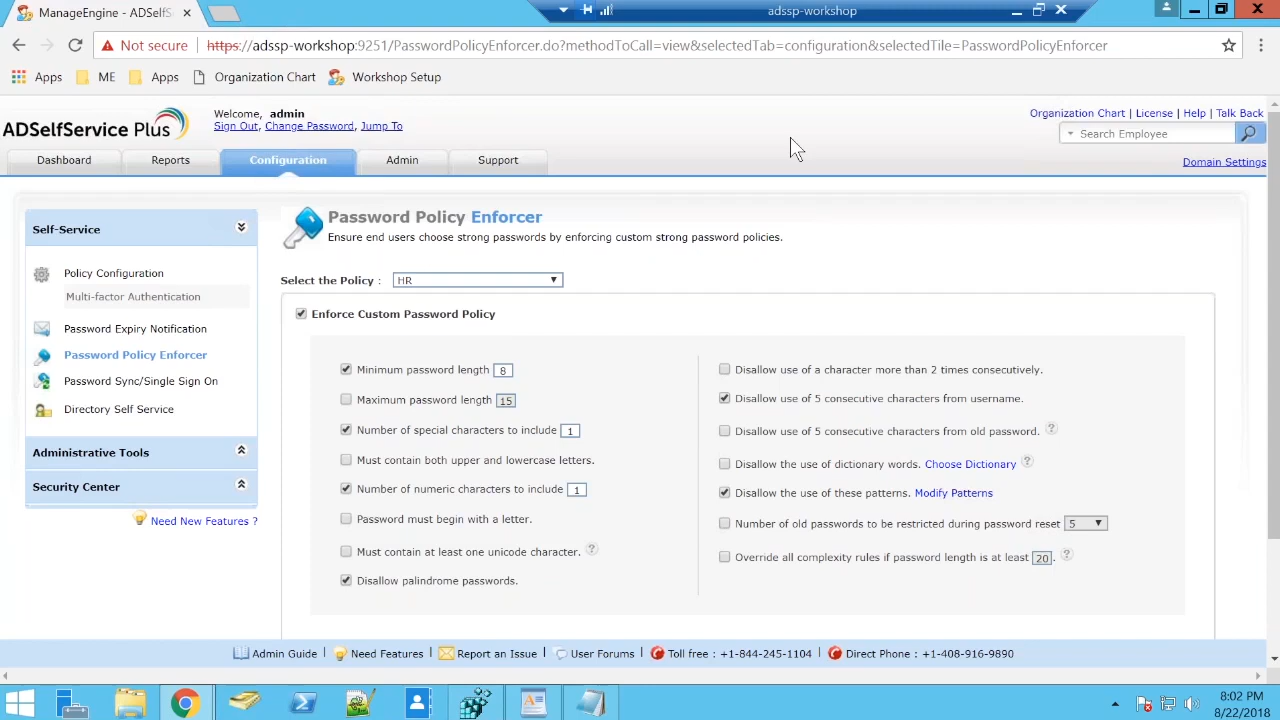 ManageEngine - ADSelfS
adssp-workshop
Not secure https://adssp-workshop:9251/PasswordPolicyEnforcer.do?methodToCall=view&selectedTab=configuration&selectedTile=PasswordPolicyEnforcer
Apps ME Apps Organization Chart Workshop Setup
ADSelfService Plus
Welcome, admin
Sign Out, Change Password, Jump To
Organization Chart | License | Help | Talk Back
Search Employee
Dashboard Reports Configuration Admin Support
Domain Settings
Self-Service
Policy Configuration
Multi-factor Authentication
Password Expiry Notification
Password Policy Enforcer
Password Sync/Single Sign On
Directory Self Service
Administrative Tools
Security Center
Need New Features ?
Password Policy Enforcer
Ensure end users choose strong passwords by enforcing custom strong password policies.
Select the Policy : HR
Enforce Custom Password Policy
Minimum password length 8
Maximum password length 15
Number of special characters to include 1
Must contain both upper and lowercase letters.
Number of numeric characters to include 1
Password must begin with a letter.
Must contain at least one unicode character. ?
Disallow palindrome passwords.
Disallow use of a character more than 2 times consecutively.
Disallow use of 5 consecutive characters from username.
Disallow use of 5 consecutive characters from old password. ?
Disallow the use of dictionary words. Choose Dictionary ?
Disallow the use of these patterns. Modify Patterns
Number of old passwords to be restricted during password reset 5
Override all complexity rules if password length is at least 20 . ?
Admin Guide | Need Features | Report an Issue | User Forums | Toll free : +1-844-245-1104 | Direct Phone : +1-408-916-9890
8:02 PM
8/22/2018